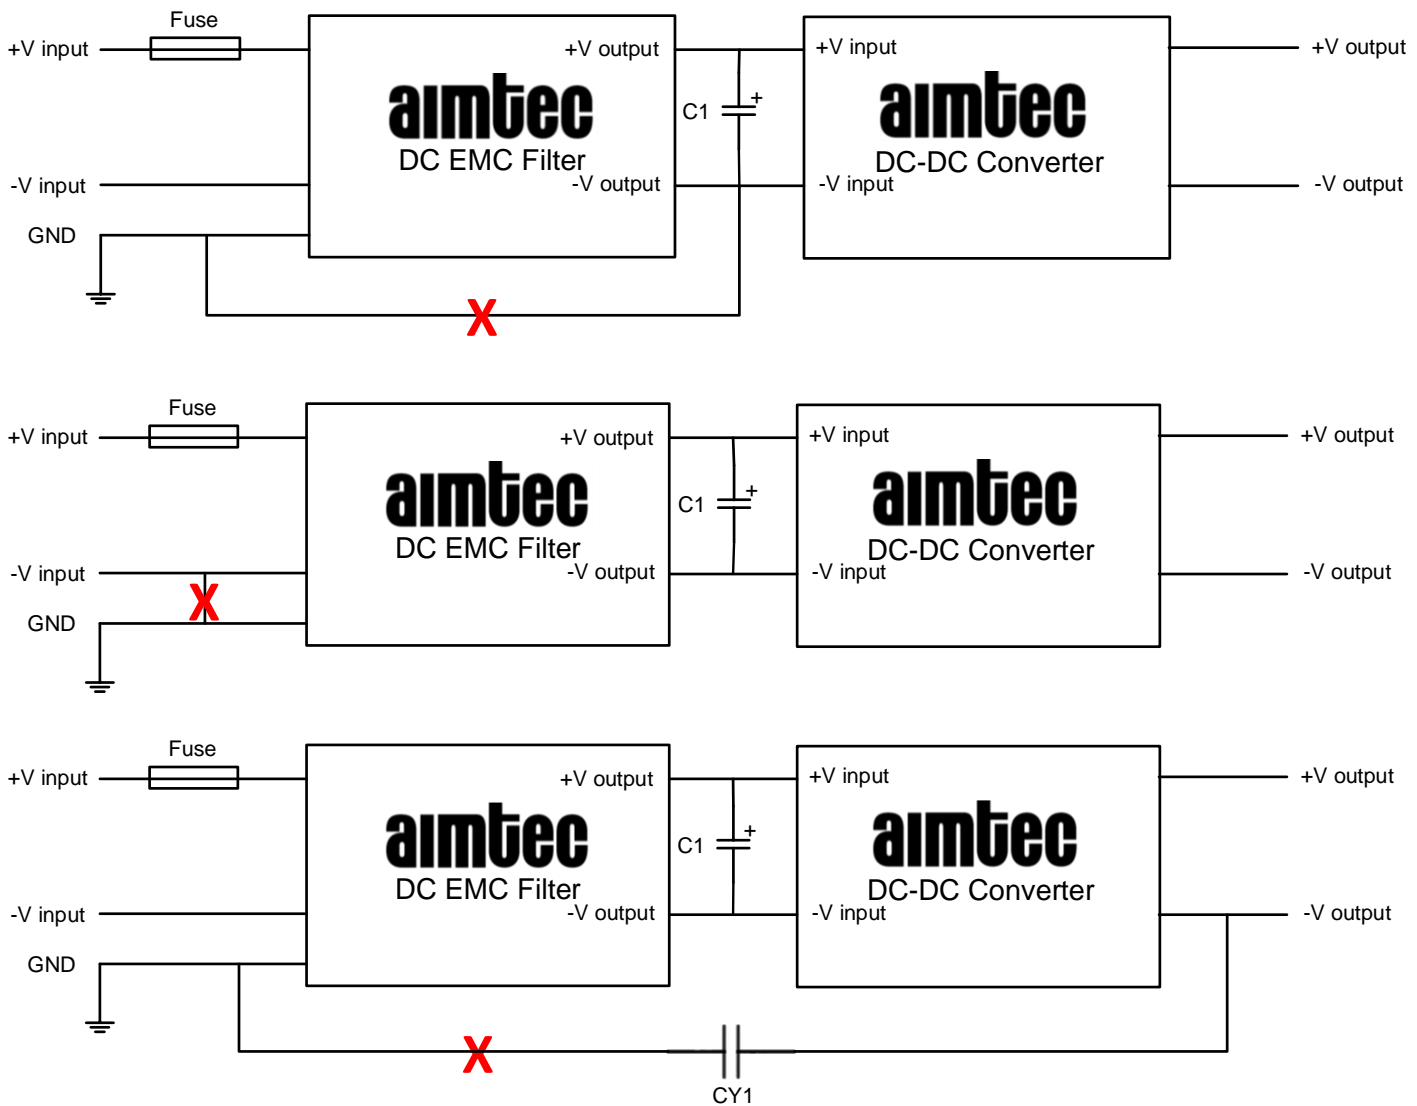 Fuse
+V input
+V output
+V input
+V output
aimtec
aimtec
C1
+
DC EMC Filter
DC-DC Converter
-V input
-V output
-V input
-V output
GND
X
Fuse
+V input
+V output
+V input
+V output
aimtec
aimtec
C1
+
DC EMC Filter
DC-DC Converter
-V input
-V output
-V input
-V output
X
GND
Fuse
+V input
+V output
+V input
+V output
aimtec
aimtec
C1
+
DC EMC Filter
DC-DC Converter
-V input
-V output
-V input
-V output
GND
X
CY1